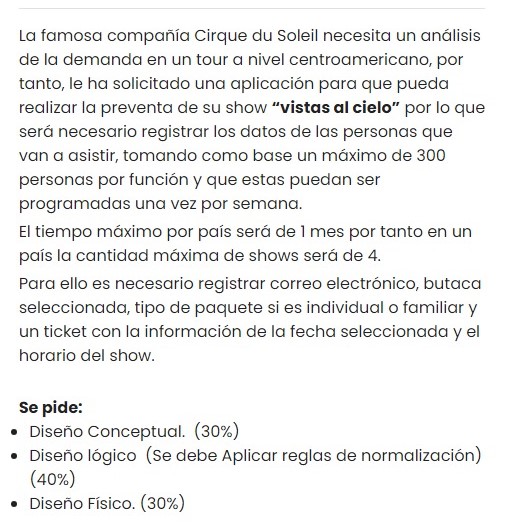 La famosa compañía Cirque du Soleil necesita un análisis
de la demanda en un tour a nivel centroamericano, por
tanto, le ha solicitado una aplicación para que pueda
realizar la preventa de su show “vistas al cielo” por lo que
será necesario registrar los datos de las personas que
van a asistir, tomando como base un máximo de 300
personas por función y que estas puedan ser
programadas una vez por semana.
El tiempo máximo por país será de 1 mes por tanto en un
país la cantidad máxima de shows será de 4.
Para ello es necesario registrar correo electrónico, butaca
seleccionada, tipo de paquete si es individual o familiar y
un ticket con la información de la fecha seleccionada y el
horario del show.
Se pide:
• Diseño Conceptual. (30%)
• Diseño lógico (Se debe Aplicar reglas de normalización)
(40%)
• Diseño Físico. (30%)